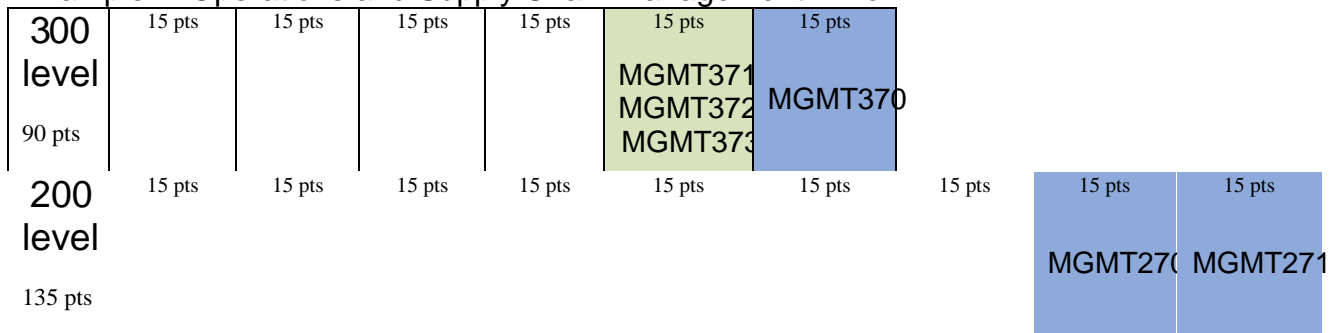 300
level
90 pts
15 pts 15 pts 15 pts 15 pts 15 pts 15 pts
MGMT371
MGMT372
MGMT373
MGMT370
200
level
135 pts
15 pts 15 pts 15 pts 15 pts 15 pts 15 pts 15 pts 15 pts 15 pts
MGMT270 MGMT271